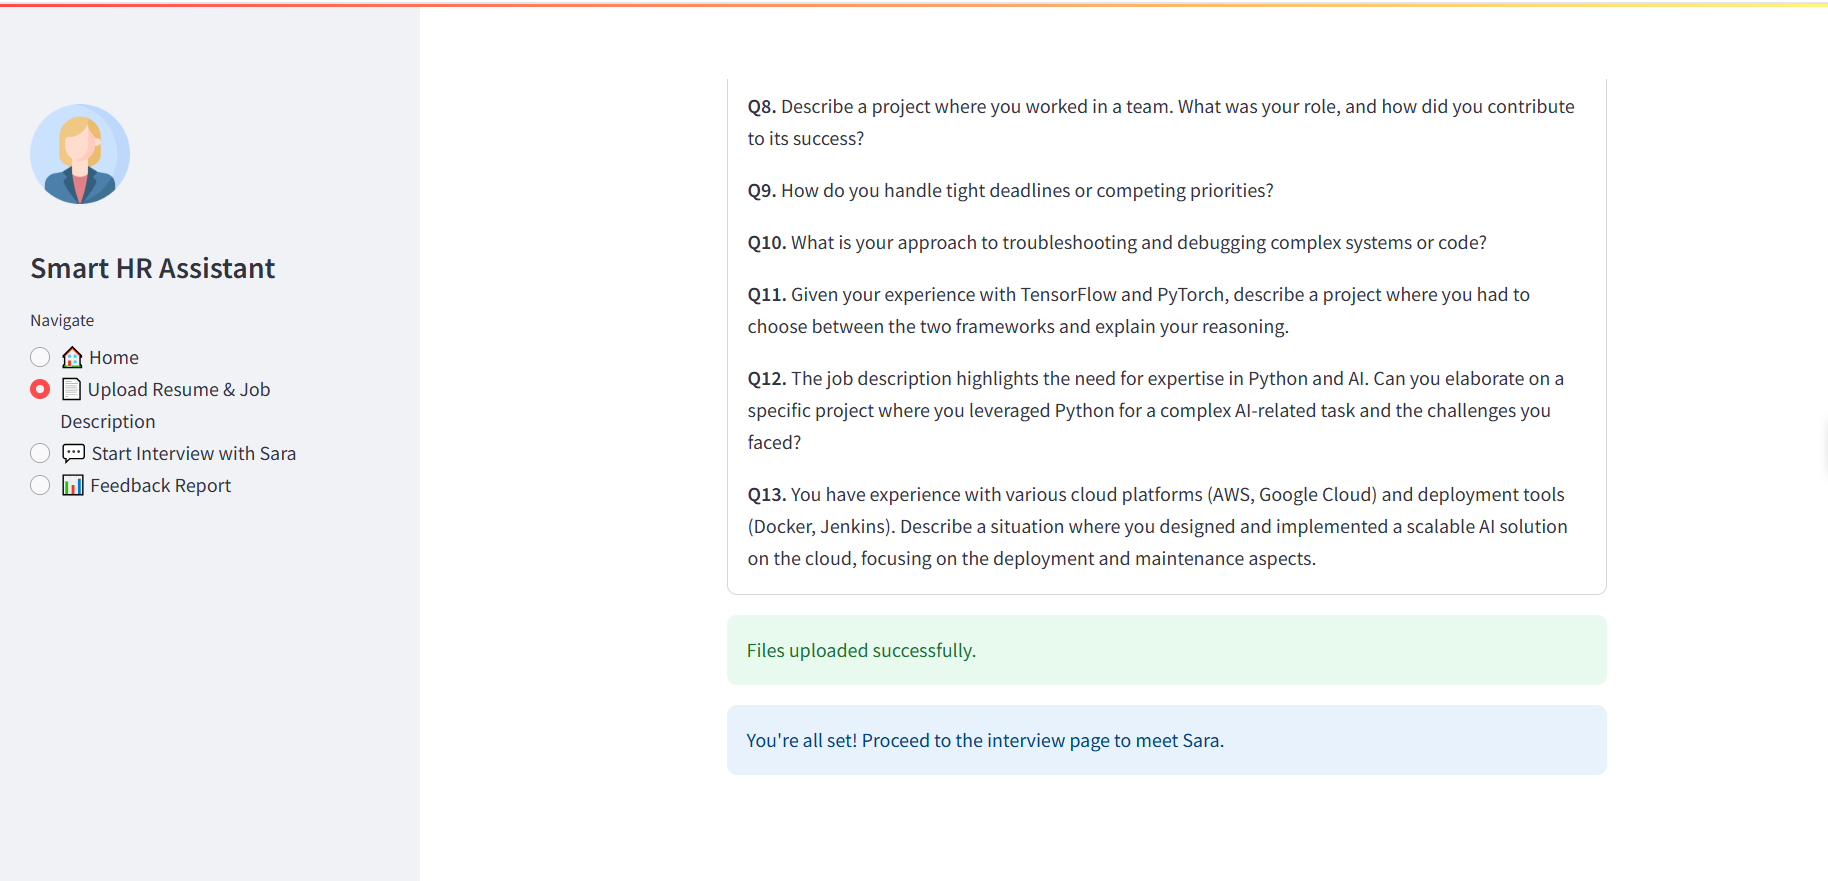 Smart HR Assistant
Navigate
🏠 Home
📄 Upload Resume & Job
Description
💬 Start Interview with Sara
📊 Feedback Report
Q8. Describe a project where you worked in a team. What was your role, and how did you contribute
to its success?
Q9. How do you handle tight deadlines or competing priorities?
Q10. What is your approach to troubleshooting and debugging complex systems or code?
Q11. Given your experience with TensorFlow and PyTorch, describe a project where you had to
choose between the two frameworks and explain your reasoning.
Q12. The job description highlights the need for expertise in Python and AI. Can you elaborate on a
specific project where you leveraged Python for a complex AI-related task and the challenges you
faced?
Q13. You have experience with various cloud platforms (AWS, Google Cloud) and deployment tools
(Docker, Jenkins). Describe a situation where you designed and implemented a scalable AI solution
on the cloud, focusing on the deployment and maintenance aspects.
Files uploaded successfully.
You're all set! Proceed to the interview page to meet Sara.